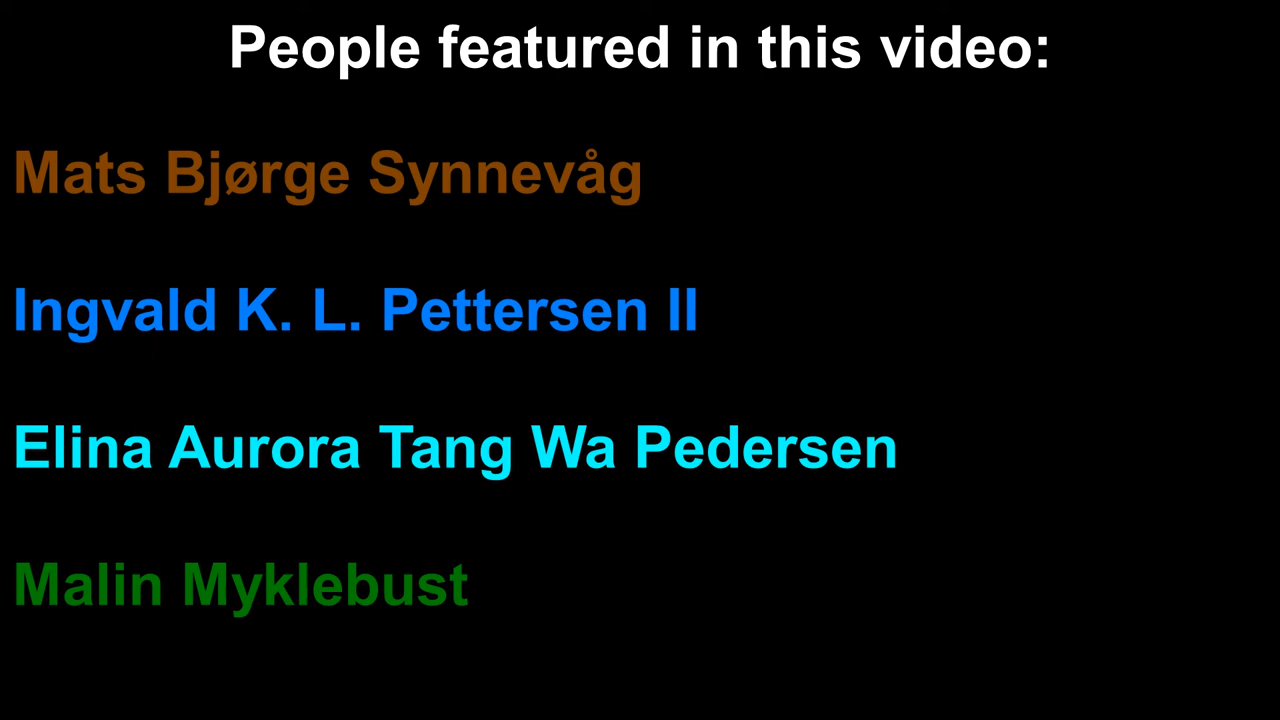 People featured in this video:
Mats Bjørge Synnevåg
Ingvald K. L. Pettersen II
Elina Aurora Tang Wa Pedersen
Malin Myklebust